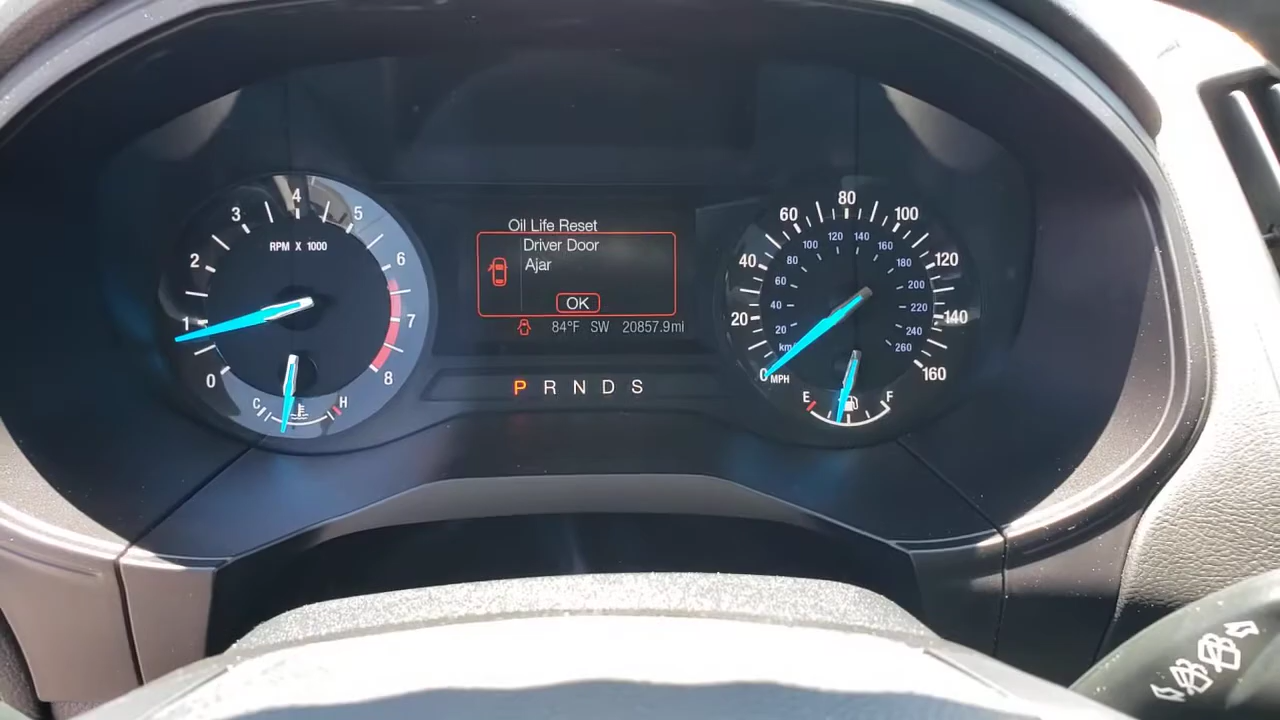 0 1 2 3 4 5 6 7 8
RPM X 1000
C H
Oil Life Reset
Driver Door
Ajar
OK
84°F SW 20857.9mi
P R N D S
0 20 40 60 80 100 120 140 160
MPH
20 40 60 80 100 120 140 160 180 200 220 240 260
E F